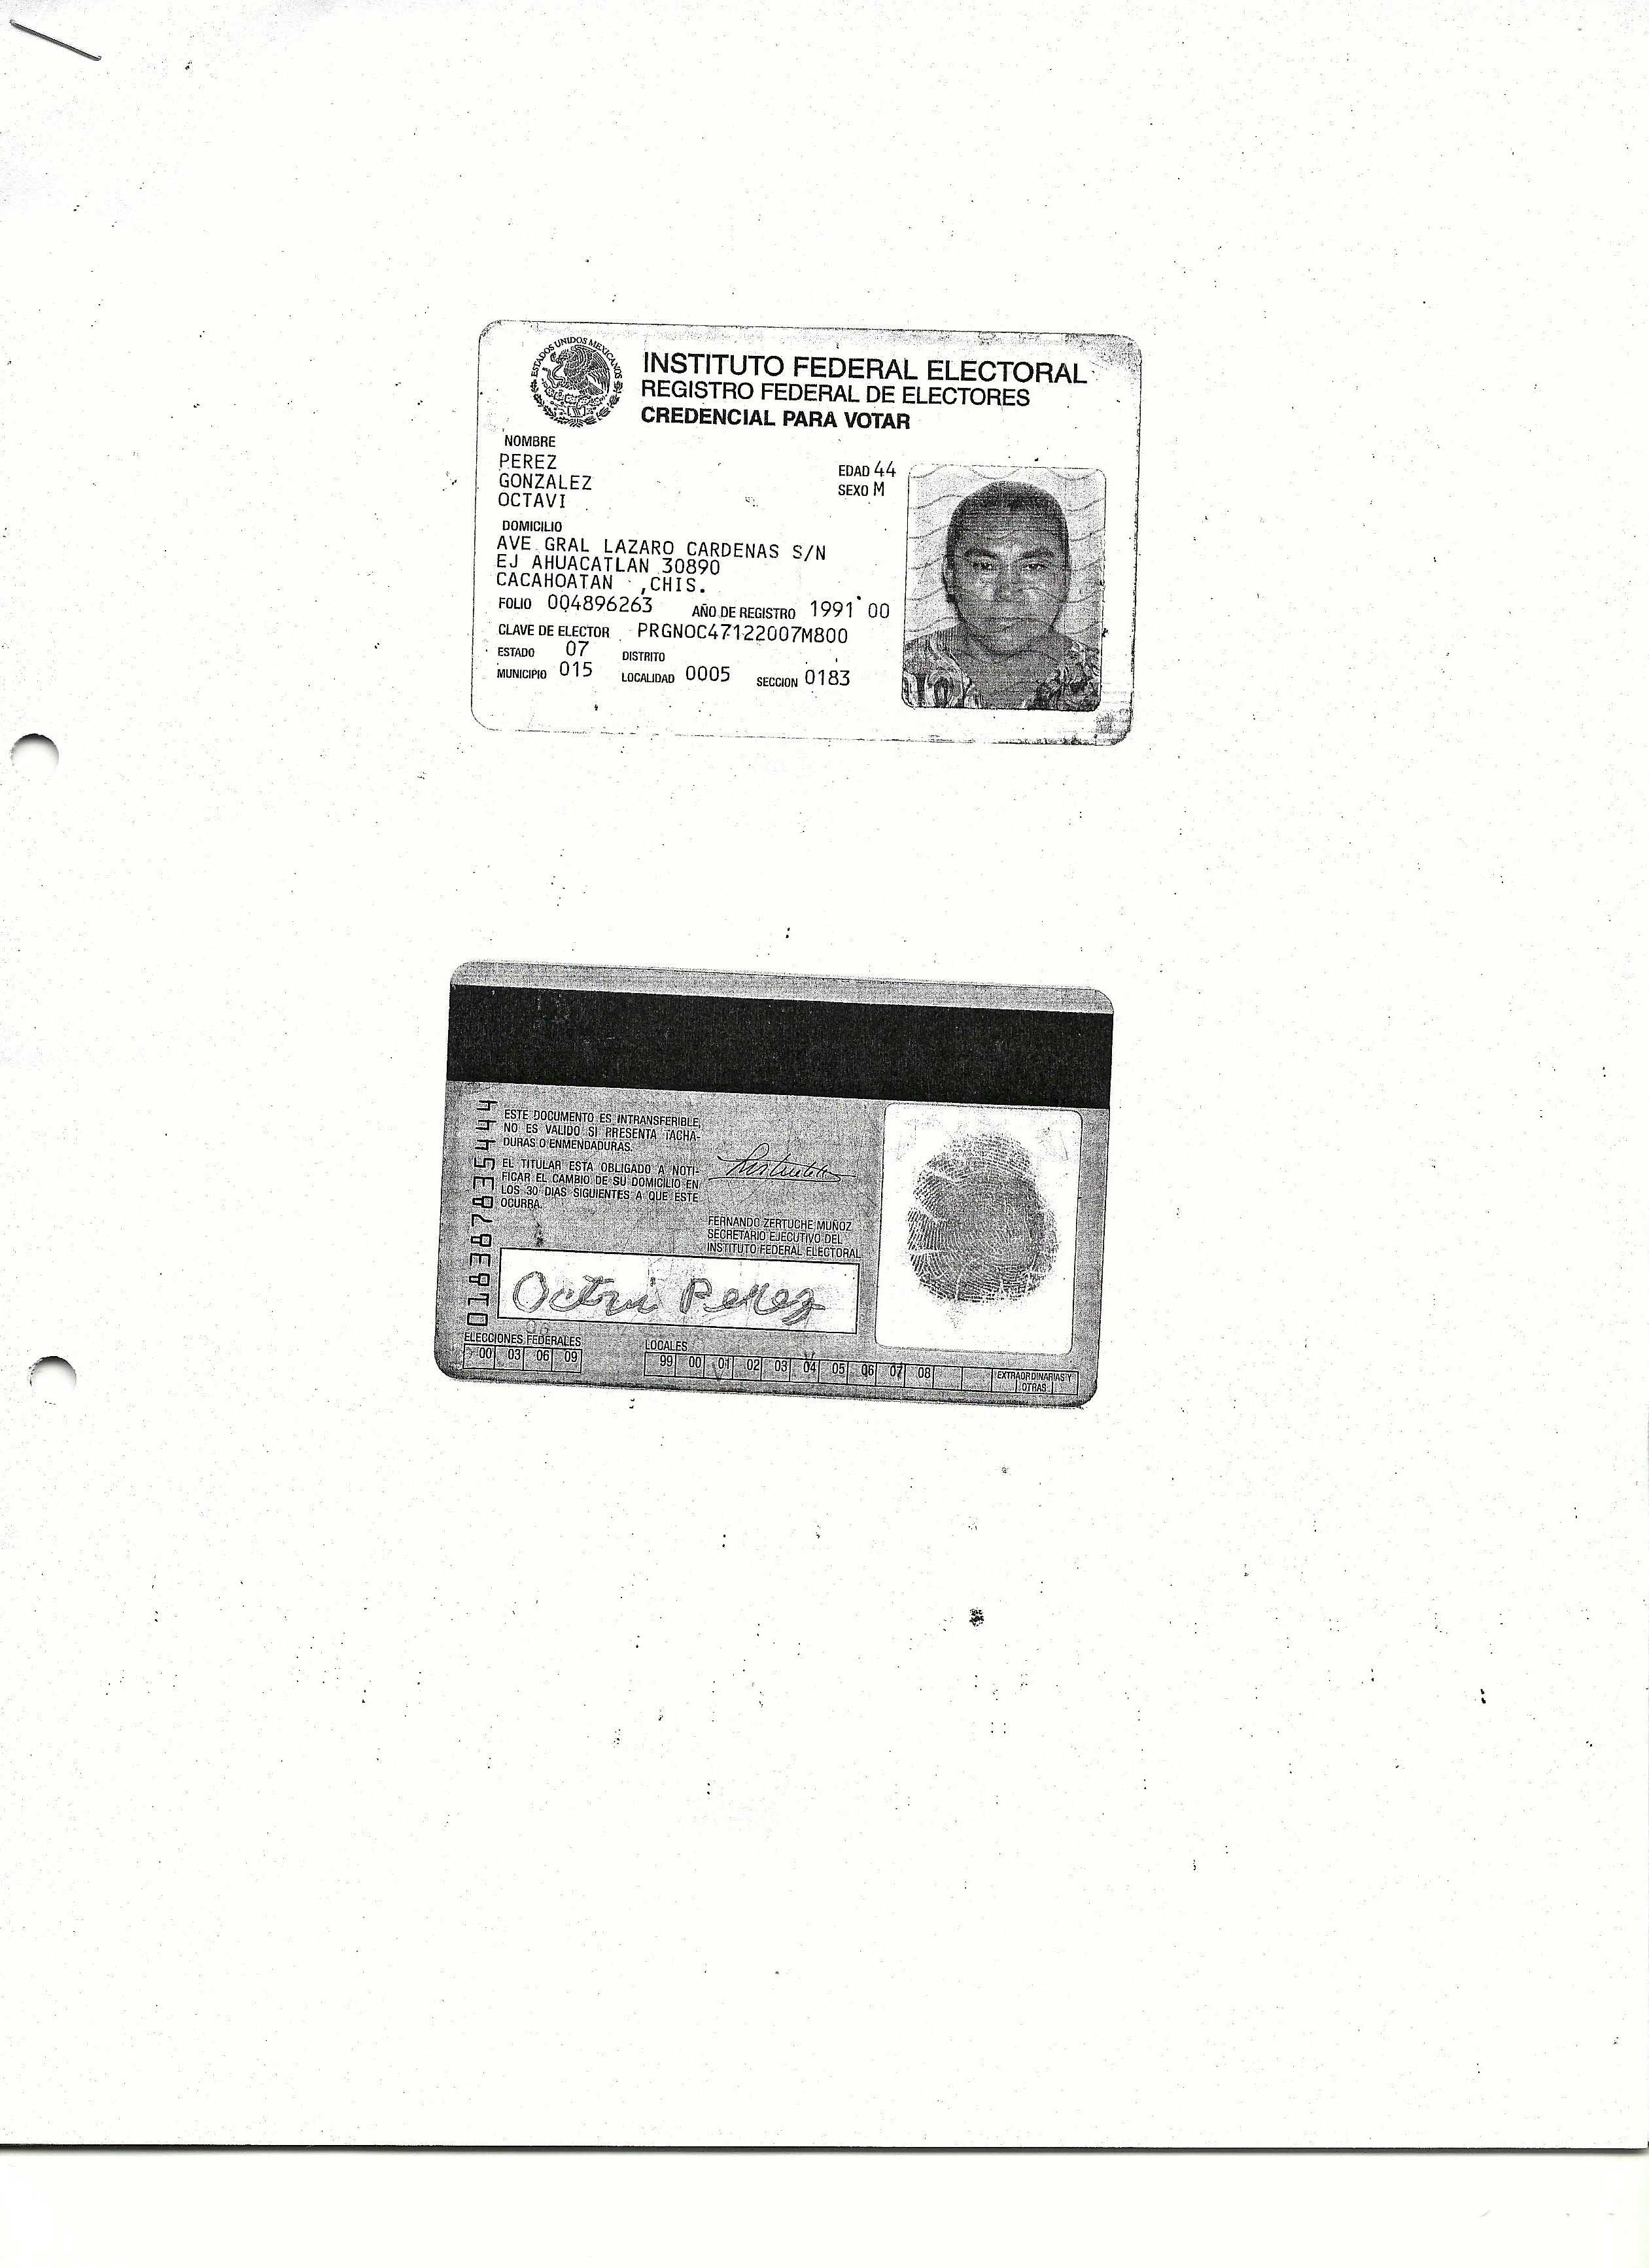 ESTADOS UNIDOS MEXICANOS
INSTITUTO FEDERAL ELECTORAL
REGISTRO FEDERAL DE ELECTORES
CREDENCIAL PARA VOTAR
NOMBRE
PEREZ
GONZALEZ
OCTAVI
EDAD 44
SEXO M
DOMICILIO
AVE GRAL LAZARO CARDENAS S/N
EJ AHUACATLAN 30890
CACAHOATAN ,CHIS.
FOLIO 004896263 AÑO DE REGISTRO 1991 00
CLAVE DE ELECTOR PRGNOC47122007M800
ESTADO 07 DISTRITO
MUNICIPIO 015 LOCALIDAD 0005 SECCION 0183
0183878354444
ESTE DOCUMENTO ES INTRANSFERIBLE,
NO ES VALIDO SI PRESENTA TACHA-
DURAS O ENMENDADURAS.
EL TITULAR ESTA OBLIGADO A NOTI-
FICAR EL CAMBIO DE SU DOMICILIO EN
LOS 30 DIAS SIGUIENTES A QUE ESTE
OCURRA.
FERNANDO ZERTUCHE MUÑOZ
SECRETARIO EJECUTIVO DEL
INSTITUTO FEDERAL ELECTORAL
Octavi Perez
ELECCIONES FEDERALES
00 03 06 09
LOCALES
99 00 01 02 03 04 05 06 07 08
EXTRAORDINARIAS Y
OTRAS